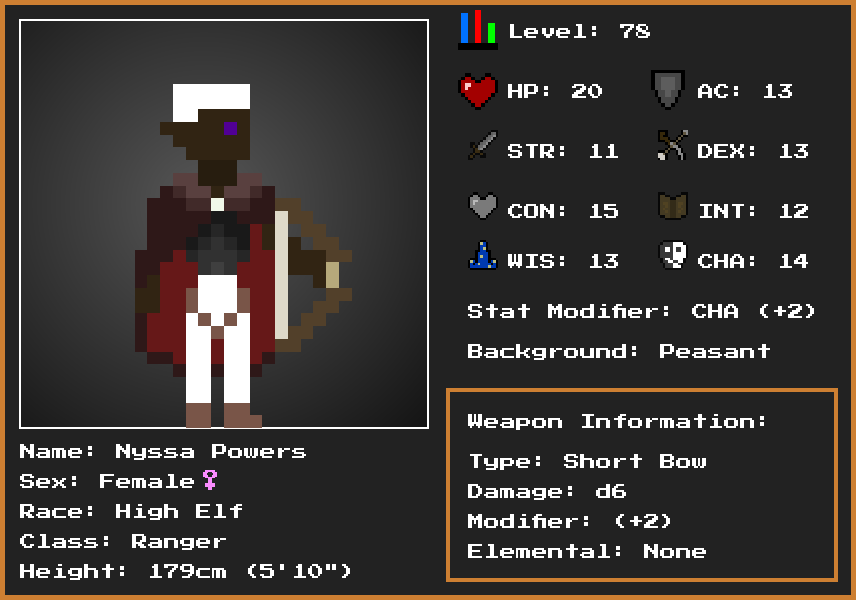 Level: 78
HP: 20 AC: 13
STR: 11 DEX: 13
CON: 15 INT: 12
WIS: 13 CHA: 14
Stat Modifier: CHA (+2)
Background: Peasant
Weapon Information:
Type: Short Bow
Damage: d6
Modifier: (+2)
Elemental: None
Name: Nyssa Powers
Sex: Female♀
Race: High Elf
Class: Ranger
Height: 179cm (5'10")